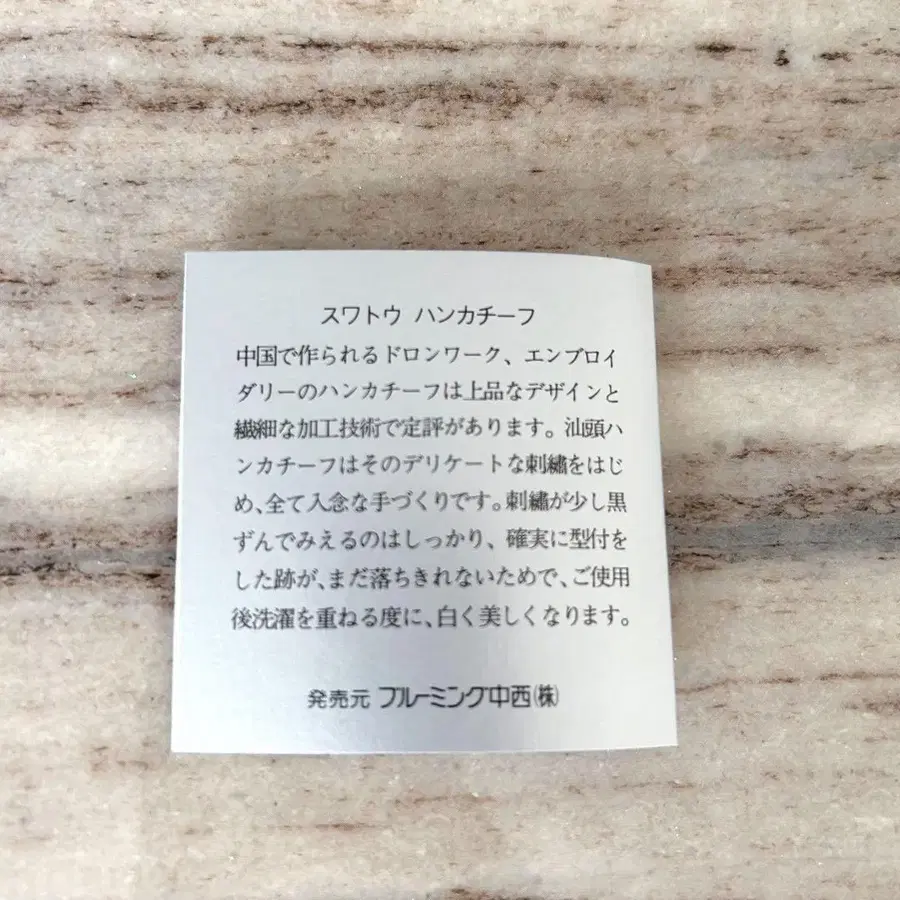 スワトウ ハンカチーフ
中国で作られるドロンワーク、エンブロイ
ダリーのハンカチーフは上品なデザインと
繊細な加工技術で定評があります。汕頭ハ
ンカチーフはそのデリケートな刺繡をはじ
め、全て入念な手づくりです。刺繡が少し黒
ずんでみえるのはしっかり、確実に型付を
した跡が、まだ落ちきれないためで、ご使用
後洗濯を重ねる度に、白く美しくなります。
発売元 ブルーミング中西(株)